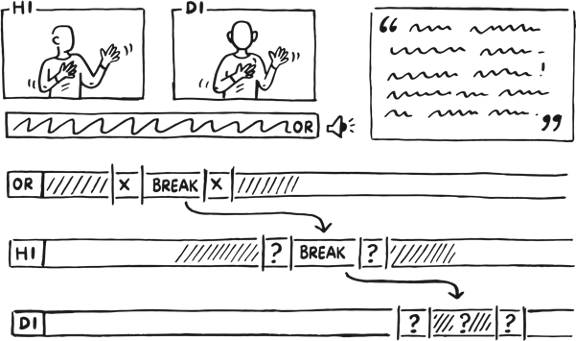 HI
DI
OR
OR X BREAK X
HI ? BREAK ?
DI ? ? ?